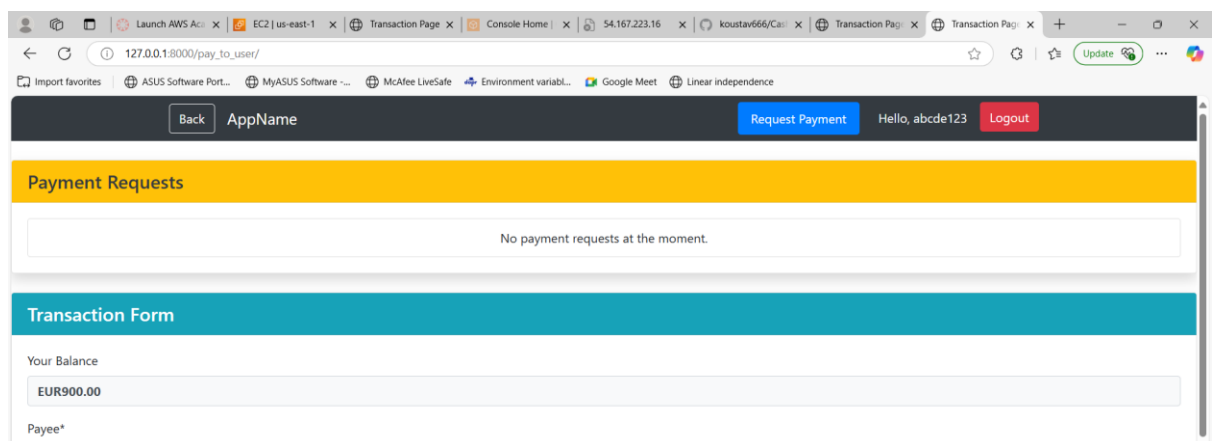 Launch AWS Aca
EC2 | us-east-1
Transaction Page
Console Home |
54.167.223.16
koustav666/Cas
Transaction Page
Transaction Page
127.0.0.1:8000/pay_to_user/
Update
Import favorites
ASUS Software Port...
MyASUS Software -...
McAfee LiveSafe
Environment variabl...
Google Meet
Linear independence
Back
AppName
Request Payment
Hello, abcde123
Logout
Payment Requests
No payment requests at the moment.
Transaction Form
Your Balance
EUR900.00
Payee*